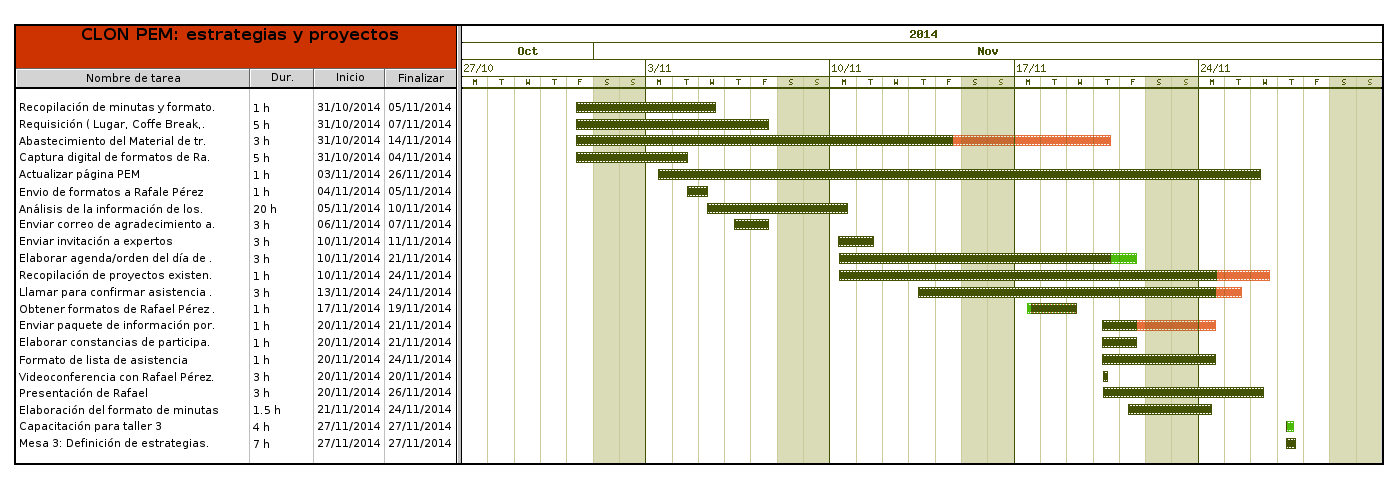 CLON PEM: estrategias y proyectos
2014
Oct Nov
27/10 3/11 10/11 17/11 24/11
Nombre de tarea Dur. Inicio Finalizar
M T W T F S S M T W T F S S M T W T F S S M T W T F S S M T W T F S S
Recopilación de minutas y formato. 1 h 31/10/2014 05/11/2014
Requisición ( Lugar, Coffe Break,. 5 h 31/10/2014 07/11/2014
Abastecimiento del Material de tr. 3 h 31/10/2014 14/11/2014
Captura digital de formatos de Ra. 5 h 31/10/2014 04/11/2014
Actualizar página PEM 1 h 03/11/2014 26/11/2014
Envio de formatos a Rafale Pérez 1 h 04/11/2014 05/11/2014
Análisis de la información de los. 20 h 05/11/2014 10/11/2014
Enviar correo de agradecimiento a. 3 h 06/11/2014 07/11/2014
Enviar invitación a expertos 3 h 10/11/2014 11/11/2014
Elaborar agenda/orden del día de . 3 h 10/11/2014 21/11/2014
Recopilación de proyectos existen. 1 h 10/11/2014 24/11/2014
Llamar para confirmar asistencia . 3 h 13/11/2014 24/11/2014
Obtener formatos de Rafael Pérez . 1 h 17/11/2014 19/11/2014
Enviar paquete de información por. 1 h 20/11/2014 21/11/2014
Elaborar constancias de participa. 1 h 20/11/2014 21/11/2014
Formato de lista de asistencia 1 h 20/11/2014 24/11/2014
Videoconferencia con Rafael Pérez. 3 h 20/11/2014 20/11/2014
Presentación de Rafael 3 h 20/11/2014 26/11/2014
Elaboración del formato de minutas 1.5 h 21/11/2014 24/11/2014
Capacitación para taller 3 4 h 27/11/2014 27/11/2014
Mesa 3: Definición de estrategias. 7 h 27/11/2014 27/11/2014